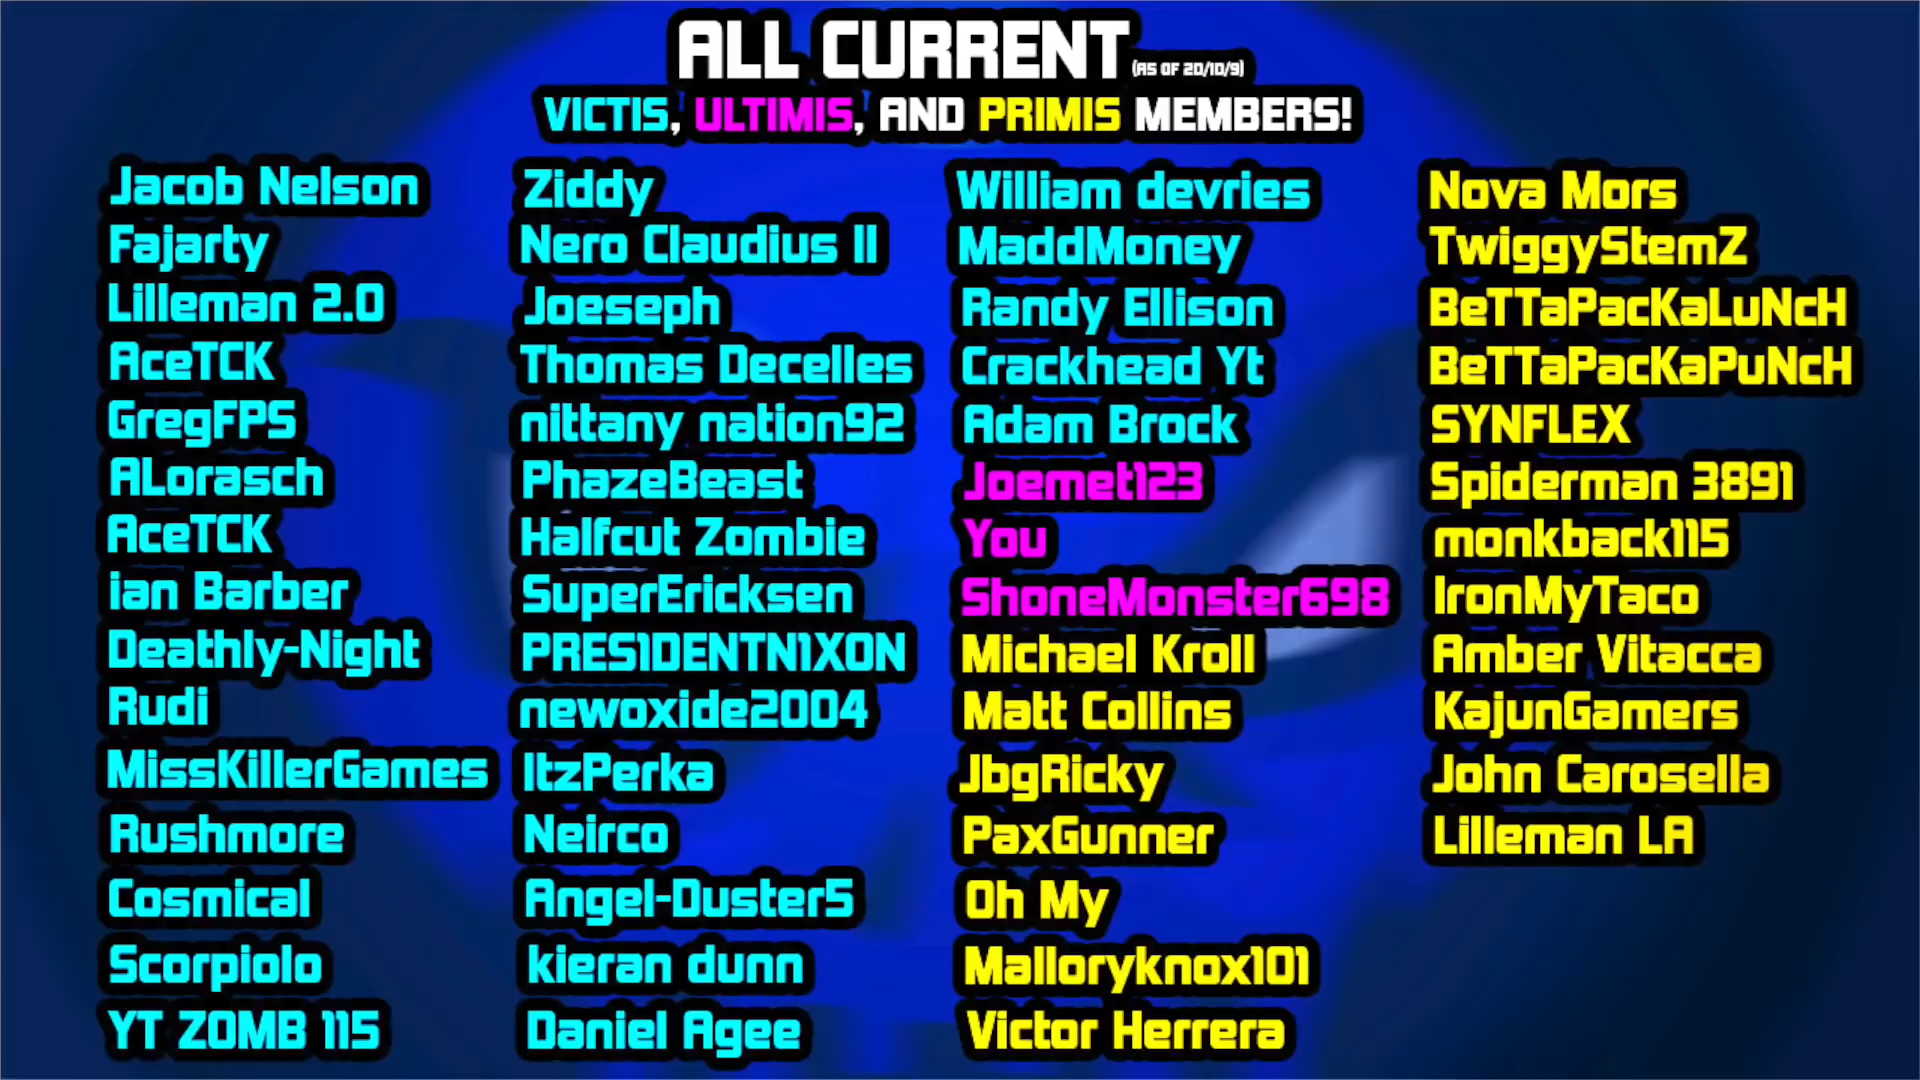 ALL CURRENT (AS OF 20/10/9)
VICTIS, ULTIMIS, AND PRIMIS MEMBERS!
Jacob Nelson
Fajarty
Lilleman 2.0
AceTCK
GregFPS
ALorasch
AceTCK
ian Barber
Deathly-Night
Rudi
MissKillerGames
Rushmore
Cosmical
Scorpiolo
YT ZOMB 115
Ziddy
Nero Claudius II
Joeseph
Thomas Decelles
nittany nation92
PhazeBeast
Halfcut Zombie
SuperEricksen
PRES1DENTN1XON
newoxide2004
ItzPerka
Neirco
Angel-Duster5
kieran dunn
Daniel Agee
William devries
MaddMoney
Randy Ellison
Crackhead Yt
Adam Brock
Joemet123
You
ShoneMonster698
Michael Kroll
Matt Collins
JbgRicky
PaxGunner
Oh My
Malloryknox101
Victor Herrera
Nova Mors
TwiggyStemZ
BeTTaPacKaLuNcH
BeTTaPacKaPuNcH
SYNFLEX
Spiderman 3891
monkback115
IronMyTaco
Amber Vitacca
KajunGamers
John Carosella
Lilleman LA